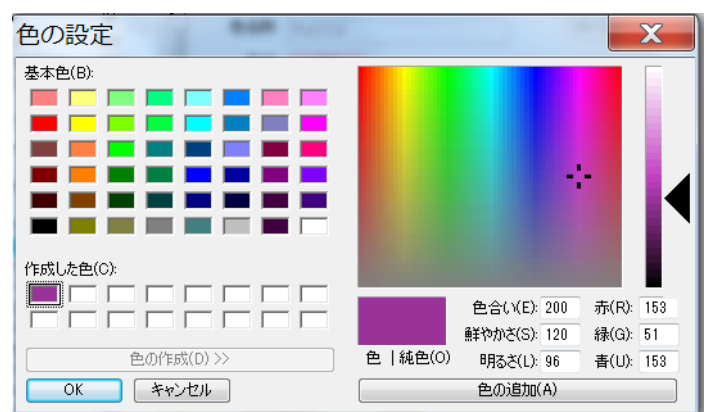 色の設定
基本色(B):
作成した色(C):
色の作成(D) >>
OK
キャンセル
色 | 純色(O)
色合い(E): 200
鮮やかさ(S): 120
明るさ(L): 96
赤(R): 153
緑(G): 51
青(U): 153
色の追加(A)